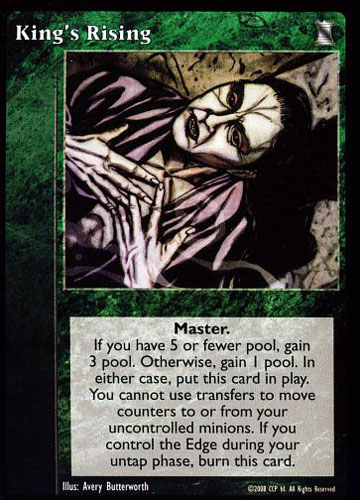 King's Rising
Master.
If you have 5 or fewer pool, gain
3 pool. Otherwise, gain 1 pool. In
either case, put this card in play.
You cannot use transfers to move
counters to or from your
uncontrolled minions. If you
control the Edge during your
untap phase, burn this card.
Illus: Avery Butterworth
©2008 CCP hf. All Rights Reserved